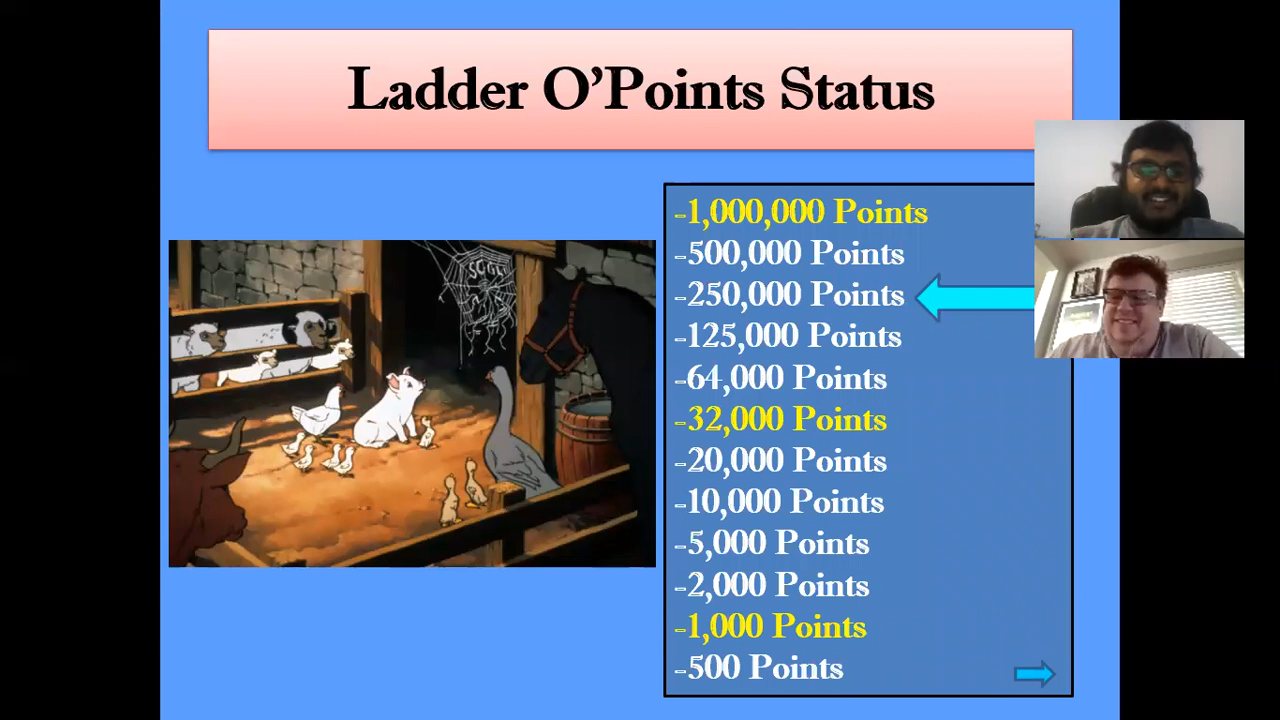 Ladder O'Points Status
-1,000,000 Points
-500,000 Points
-250,000 Points
-125,000 Points
-64,000 Points
-32,000 Points
-20,000 Points
-10,000 Points
-5,000 Points
-2,000 Points
-1,000 Points
-500 Points